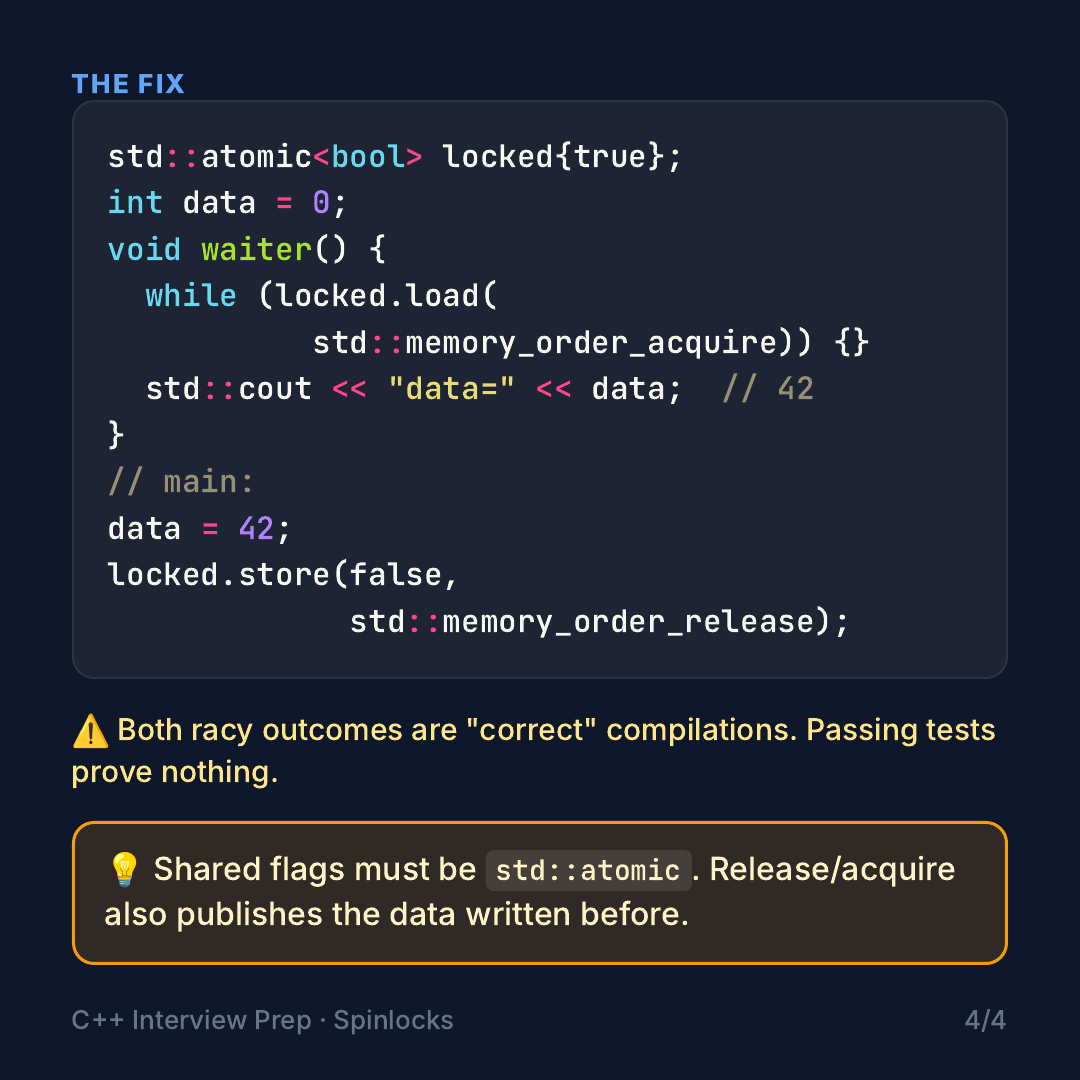 THE FIX
std::atomic<bool> locked{true};
int data = 0;
void waiter() {
  while (locked.load(
           std::memory_order_acquire)) {}
  std::cout << "data=" << data;  // 42
}
// main:
data = 42;
locked.store(false,
             std::memory_order_release);
⚠️ Both racy outcomes are "correct" compilations. Passing tests
prove nothing.
💡 Shared flags must be std::atomic. Release/acquire
also publishes the data written before.
C++ Interview Prep · Spinlocks
4/4